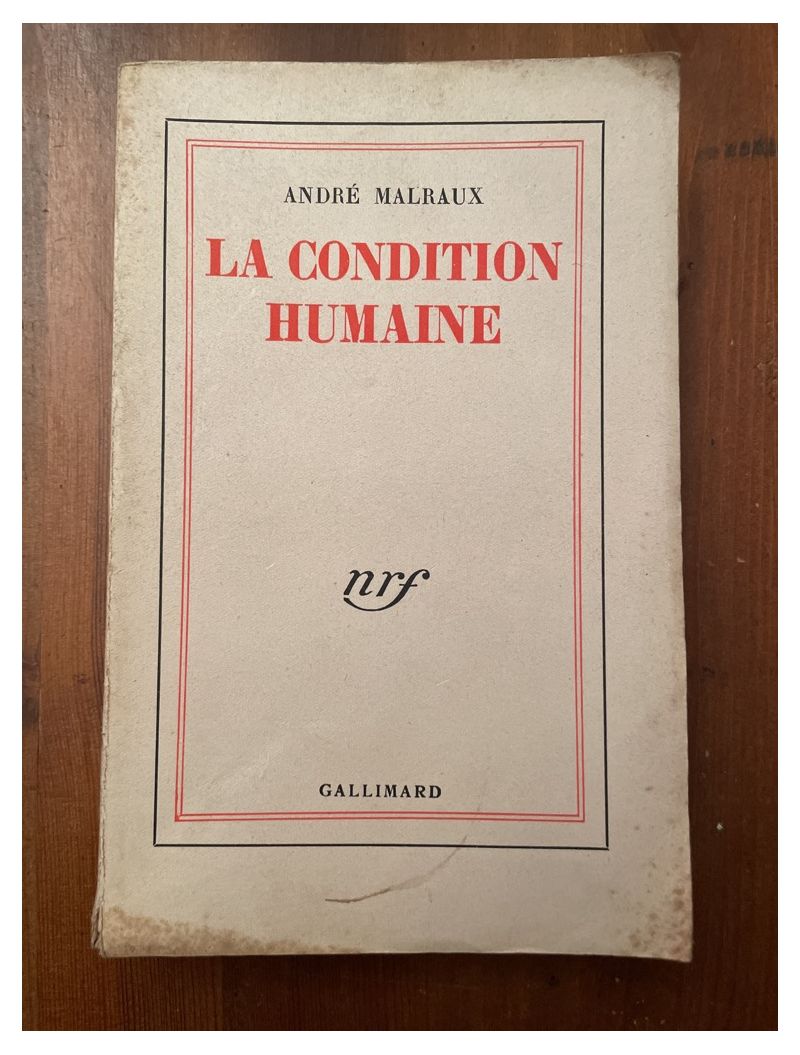 ANDRÉ MALRAUX
LA CONDITION
HUMAINE
nrf
GALLIMARD